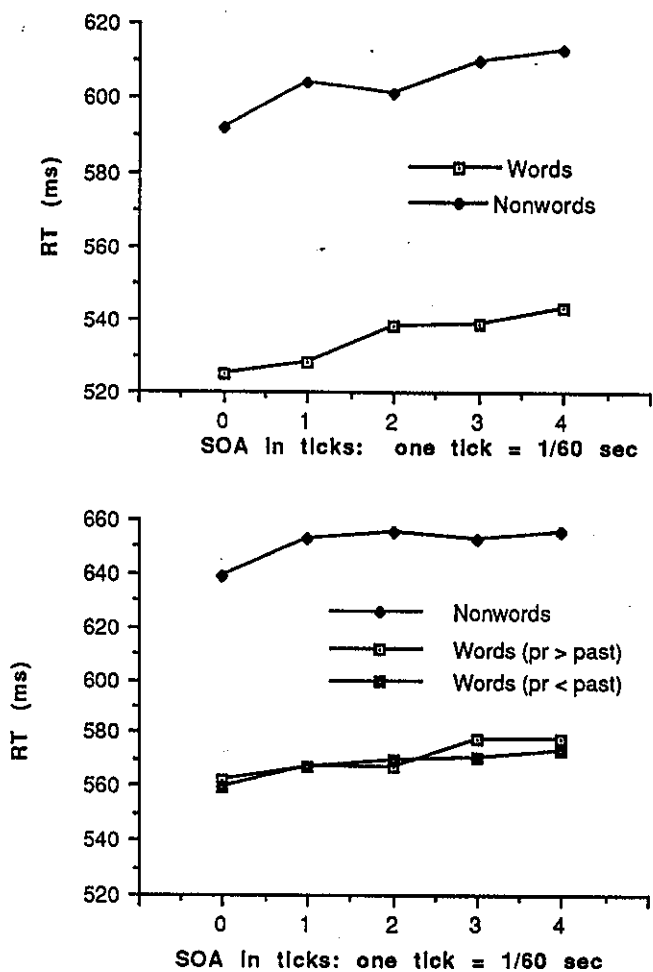 620
600
580
560
540
520
RT (ms)
Words
Nonwords
0 1 2 3 4
SOA in ticks: one tick = 1/60 sec
660
640
620
600
580
560
540
520
RT (ms)
Nonwords
Words (pr > past)
Words (pr < past)
0 1 2 3 4
SOA in ticks: one tick = 1/60 sec